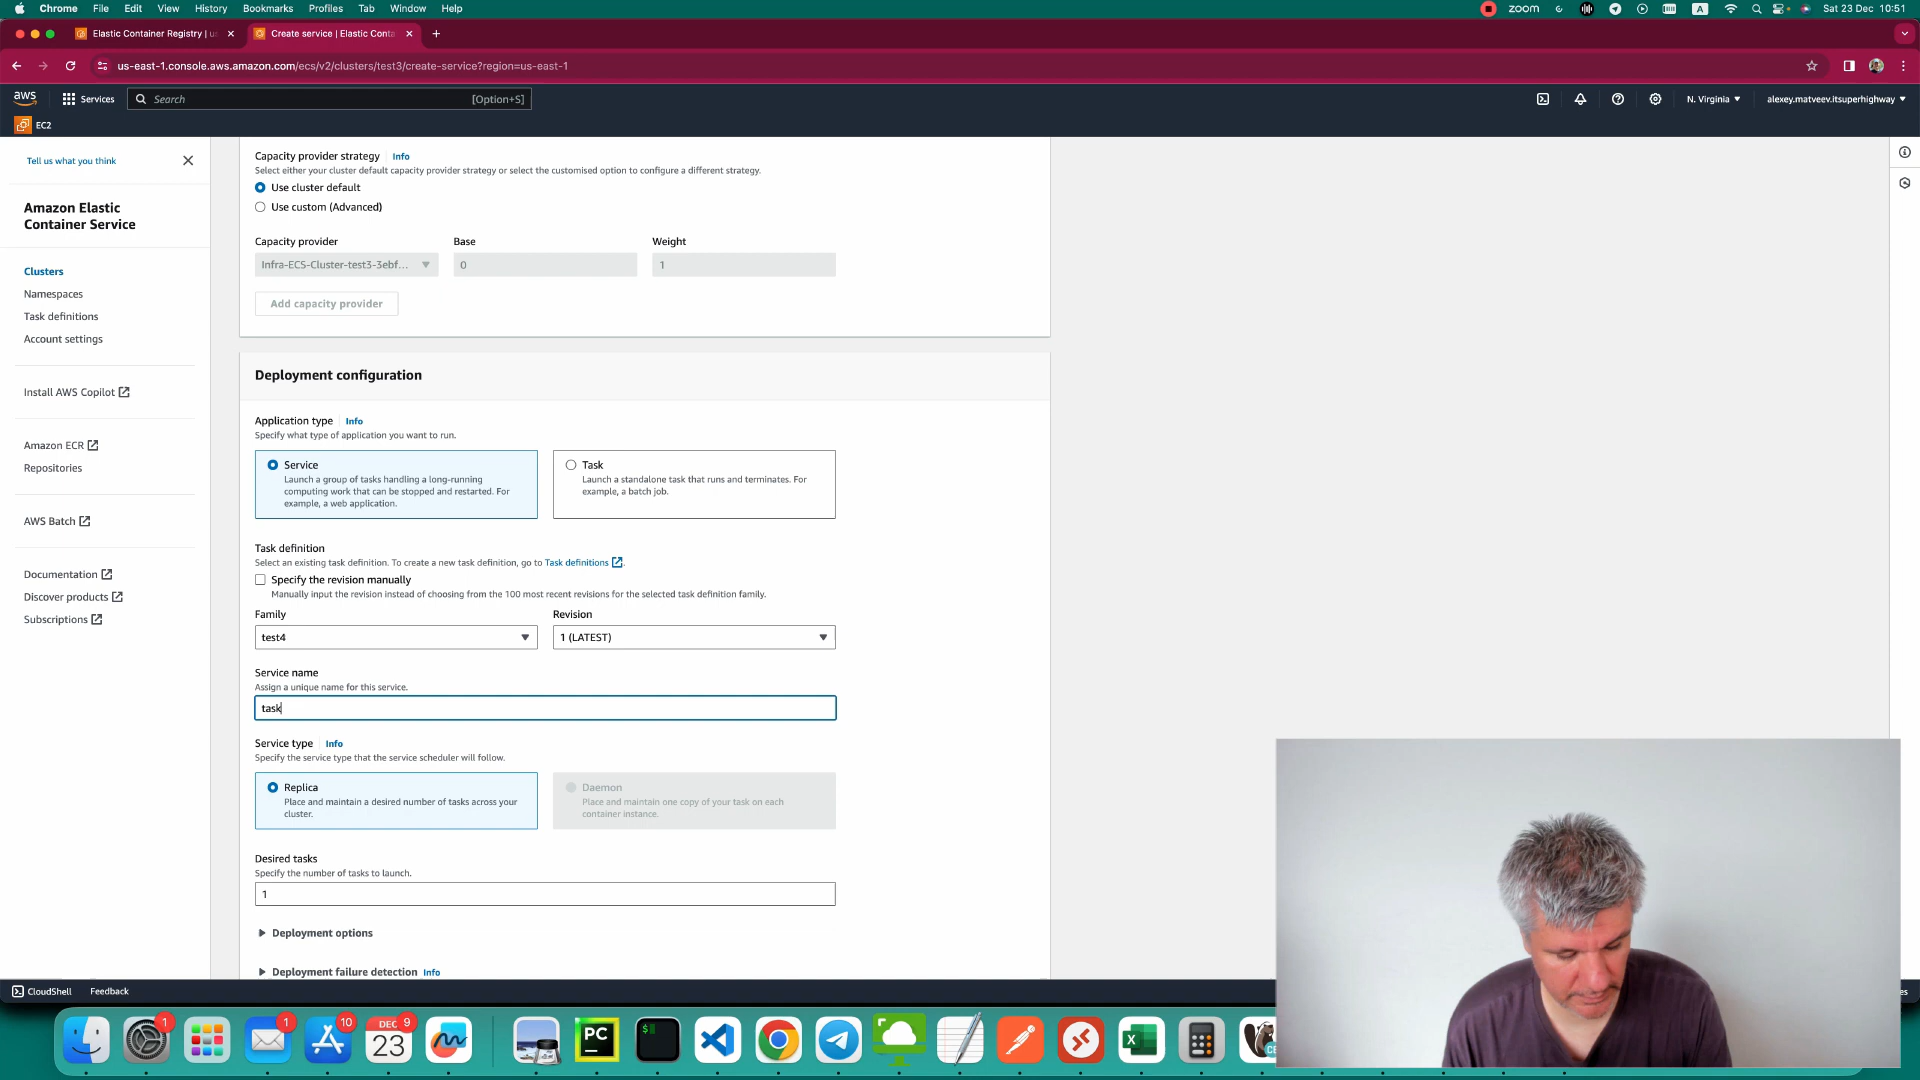 Chrome File Edit View History Bookmarks Profiles Tab Window Help
zoom
A
Sat 23 Dec 10:51
Elastic Container Registry | u
Create service | Elastic Conta
us-east-1.console.aws.amazon.com/ecs/v2/clusters/test3/create-service?region=us-east-1
aws
Services
Search
[Option+S]
N. Virginia
alexey.matveev.itsuperhighway
EC2
Tell us what you think
Amazon Elastic
Container Service
Clusters
Namespaces
Task definitions
Account settings
Install AWS Copilot
Amazon ECR
Repositories
AWS Batch
Documentation
Discover products
Subscriptions
Capacity provider strategy Info
Select either your cluster default capacity provider strategy or select the customised option to configure a different strategy.
Use cluster default
Use custom (Advanced)
Capacity provider Base Weight
Infra-ECS-Cluster-test3-3ebf... 0 1
Add capacity provider
Deployment configuration
Application type Info
Specify what type of application you want to run.
Service
Launch a group of tasks handling a long-running
computing work that can be stopped and restarted. For
example, a web application.
Task
Launch a standalone task that runs and terminates. For
example, a batch job.
Task definition
Select an existing task definition. To create a new task definition, go to Task definitions .
Specify the revision manually
Manually input the revision instead of choosing from the 100 most recent revisions for the selected task definition family.
Family Revision
test4 1 (LATEST)
Service name
Assign a unique name for this service.
task
Service type Info
Specify the service type that the service scheduler will follow.
Replica
Place and maintain a desired number of tasks across your
cluster.
Daemon
Place and maintain one copy of your task on each
container instance.
Desired tasks
Specify the number of tasks to launch.
1
Deployment options
Deployment failure detection Info
CloudShell Feedback
es
1
1
10
DEC 9
23
PC
$
X